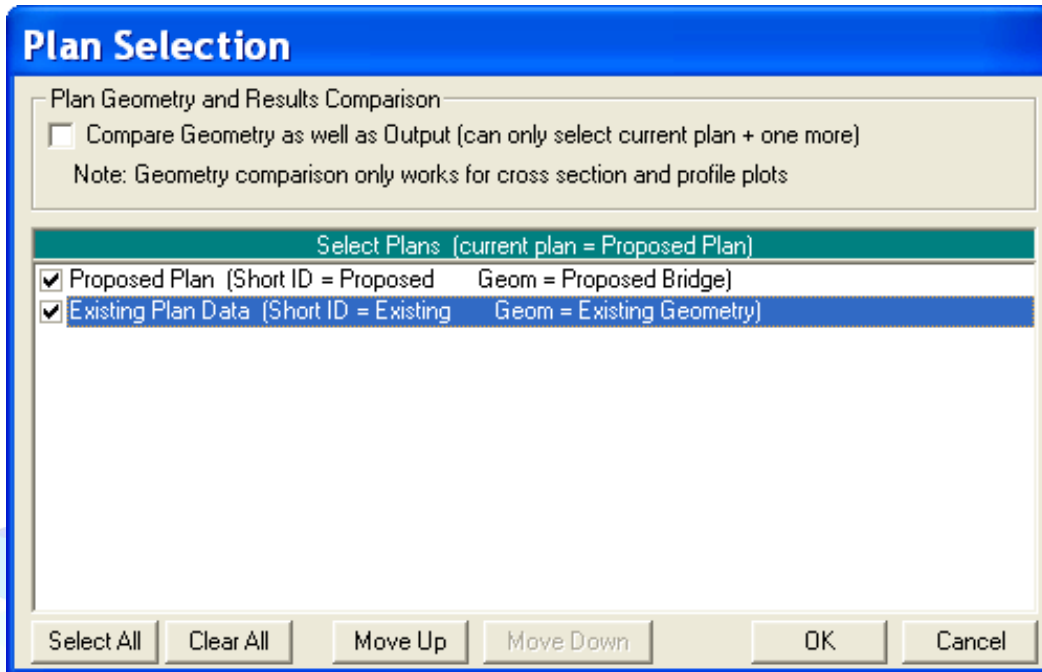 Plan Selection
Plan Geometry and Results Comparison
Compare Geometry as well as Output (can only select current plan + one more)
Note: Geometry comparison only works for cross section and profile plots
Select Plans (current plan = Proposed Plan)
Proposed Plan (Short ID = Proposed Geom = Proposed Bridge)
Existing Plan Data (Short ID = Existing Geom = Existing Geometry)
Select All Clear All Move Up Move Down OK Cancel